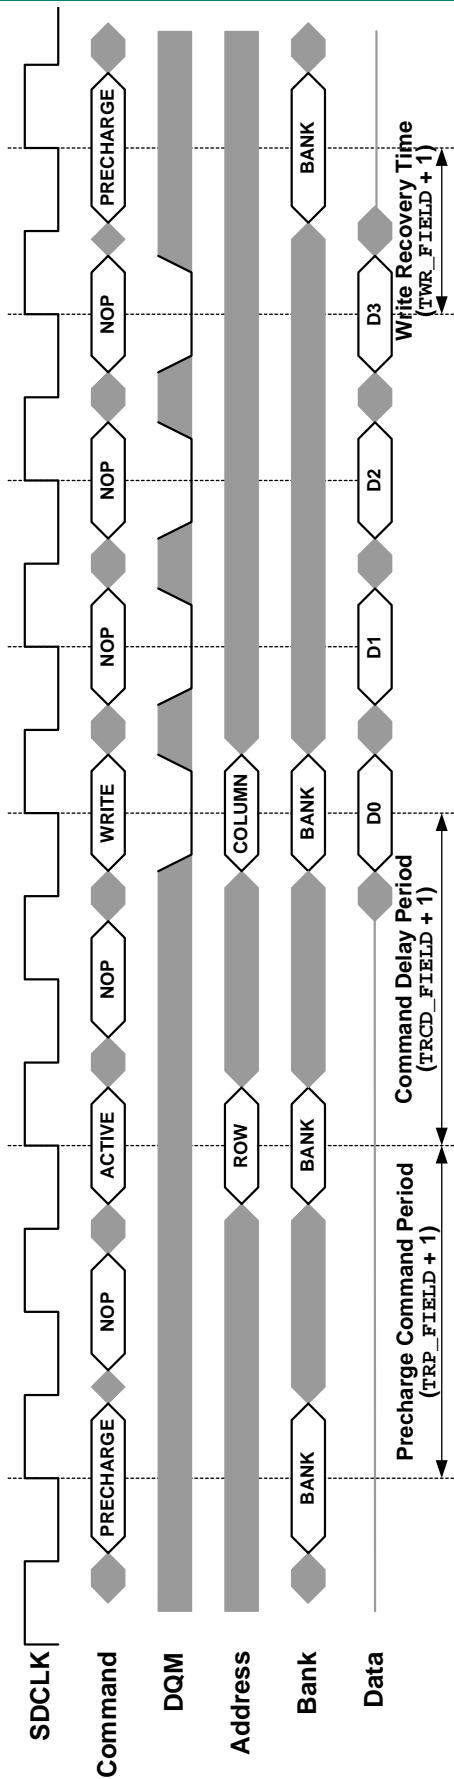 SDCLK
Command
PRECHARGE
NOP
ACTIVE
NOP
WRITE
NOP
NOP
NOP
PRECHARGE
DQM
Address
ROW
COLUMN
Bank
BANK
BANK
BANK
BANK
Data
D0
D1
D2
D3
Precharge Command Period
(TRP_FIELD + 1)
Command Delay Period
(TRCD_FIELD + 1)
Write Recovery Time
(TWR_FIELD + 1)